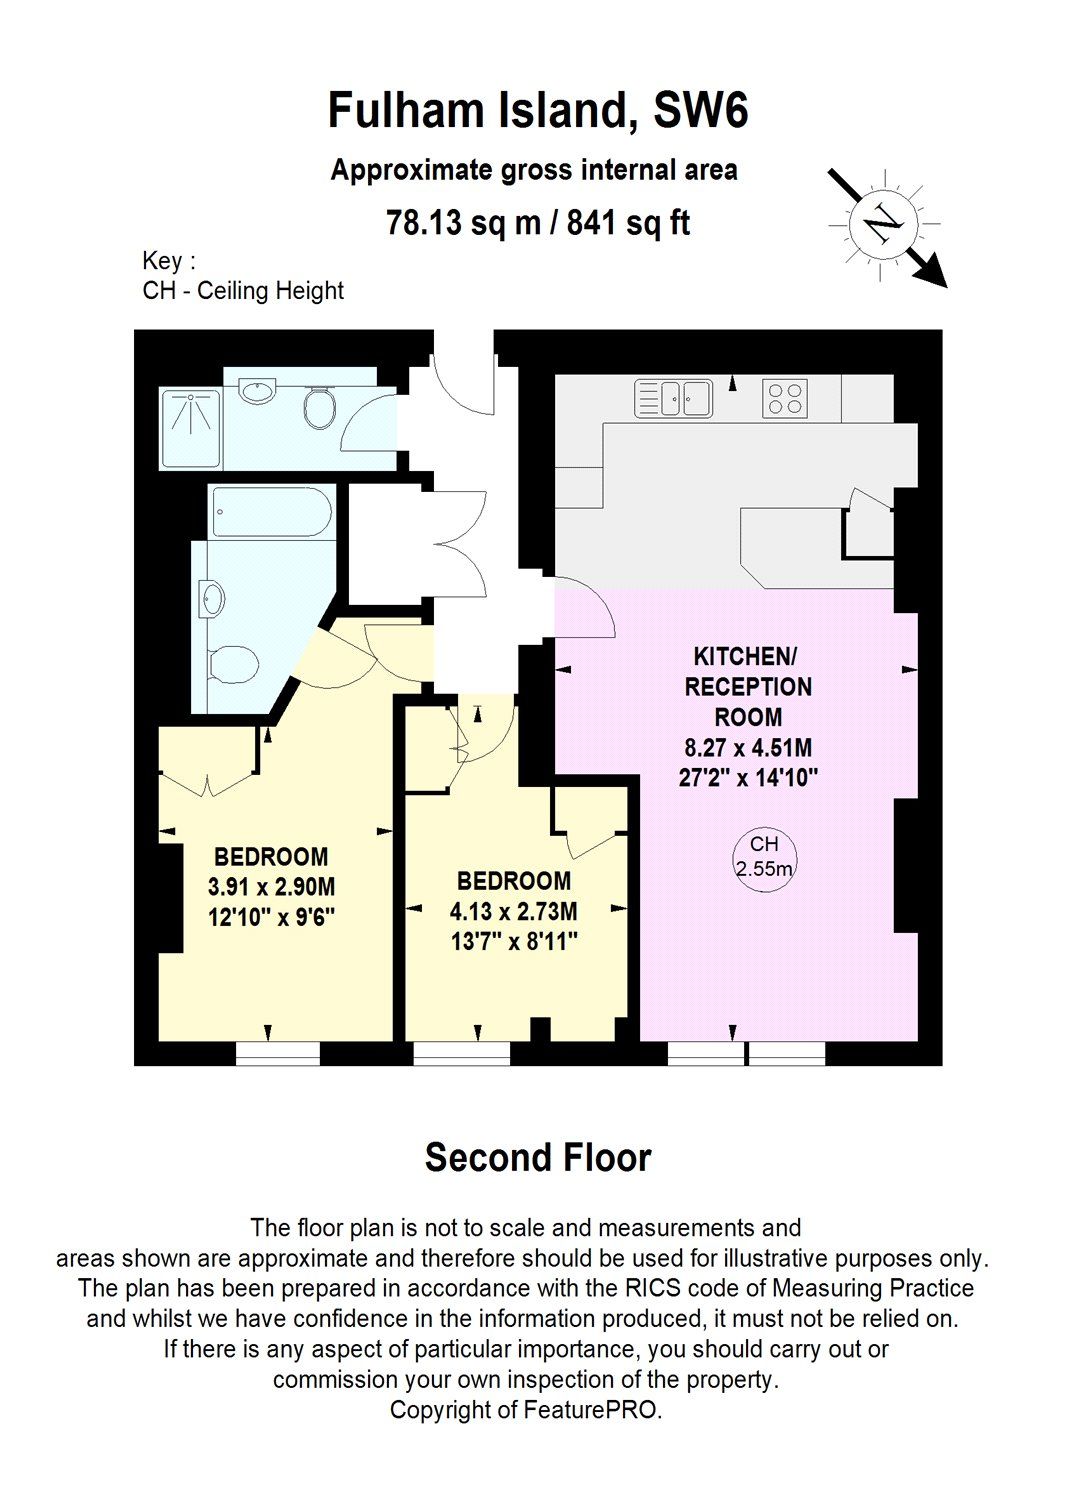 Fulham Island, SW6
Approximate gross internal area
78.13 sq m / 841 sq ft
N
Key :
CH - Ceiling Height
KITCHEN/
RECEPTION
ROOM
8.27 x 4.51M
27'2" x 14'10"
CH
2.55m
BEDROOM
3.91 x 2.90M
12'10" x 9'6"
BEDROOM
4.13 x 2.73M
13'7" x 8'11"
Second Floor
The floor plan is not to scale and measurements and
areas shown are approximate and therefore should be used for illustrative purposes only.
The plan has been prepared in accordance with the RICS code of Measuring Practice
and whilst we have confidence in the information produced, it must not be relied on.
If there is any aspect of particular importance, you should carry out or
commission your own inspection of the property.
Copyright of FeaturePRO.